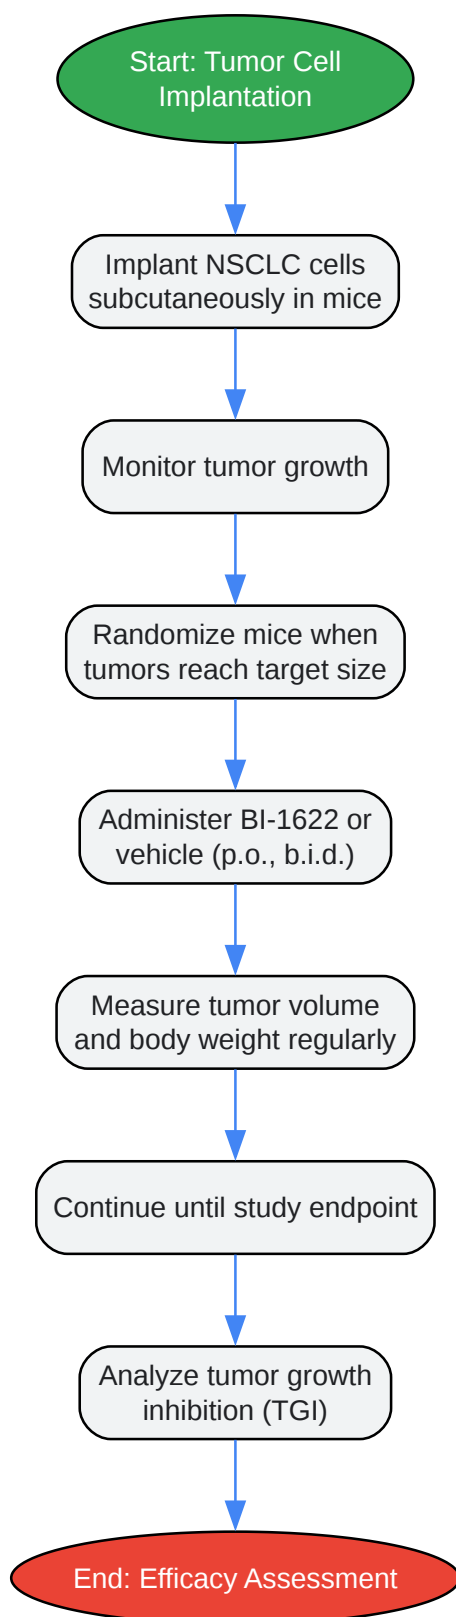 Start: Tumor Cell
Implantation
Implant NSCLC cells
subcutaneously in mice
Monitor tumor growth
Randomize mice when
tumors reach target size
Administer BI-1622 or
vehicle (p.o., b.i.d.)
Measure tumor volume
and body weight regularly
Continue until study endpoint
Analyze tumor growth
inhibition (TGI)
End: Efficacy Assessment